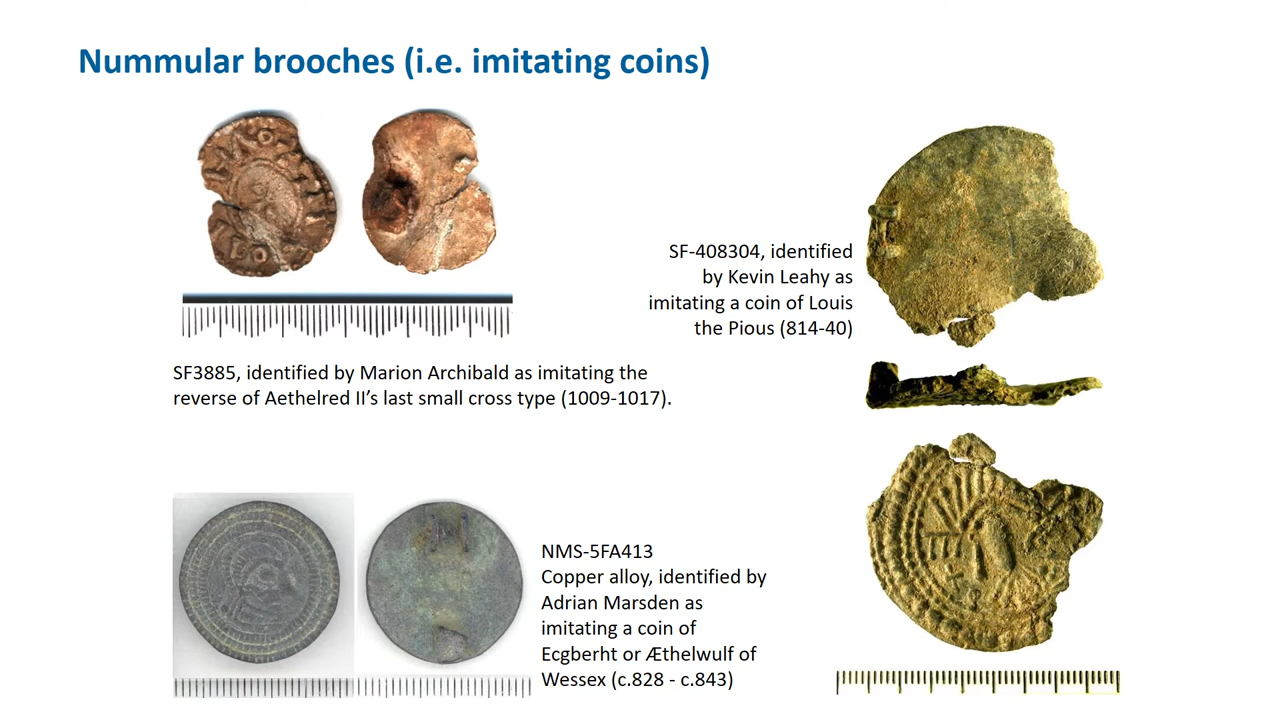 Nummular brooches (i.e. imitating coins)
SF3885, identified by Marion Archibald as imitating the
reverse of Aethelred II’s last small cross type (1009-1017).
SF-408304, identified
by Kevin Leahy as
imitating a coin of Louis
the Pious (814-40)
NMS-5FA413
Copper alloy, identified by
Adrian Marsden as
imitating a coin of
Ecgberht or Æthelwulf of
Wessex (c.828 - c.843)